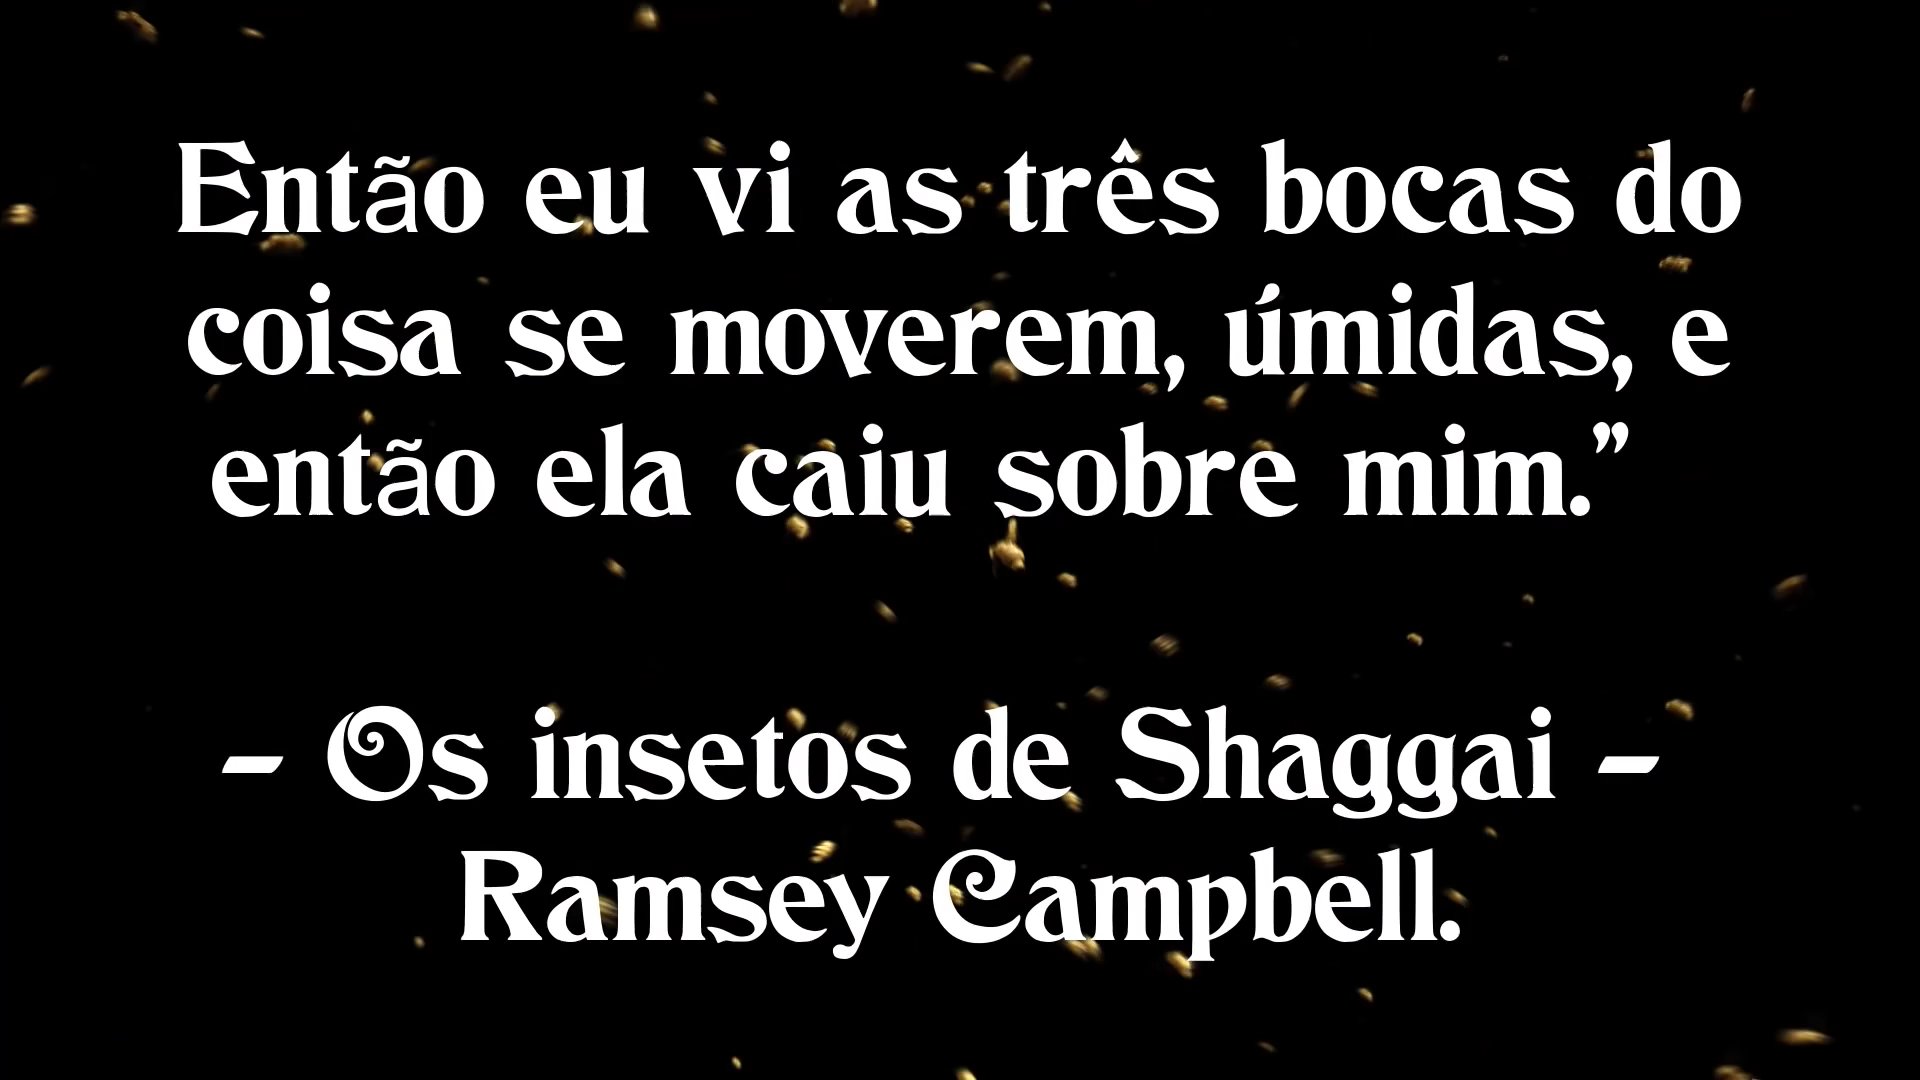 Então eu vi as três bocas do
coisa se moverem, úmidas, e
então ela caiu sobre mim.”
- Os insetos de Shaggai -
Ramsey Campbell.